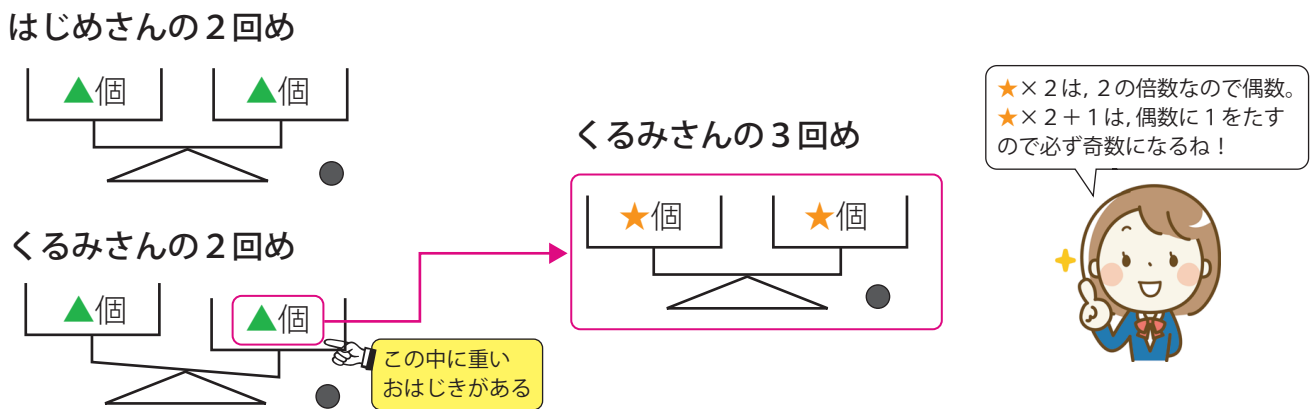 はじめさんの２回め
▲個 ▲個
くるみさんの２回め
▲個 ▲個
この中に重い
おはじきがある
くるみさんの３回め
★個 ★個
★×２は，２の倍数なので偶数。
★×２＋１は，偶数に１をたす
ので必ず奇数になるね！